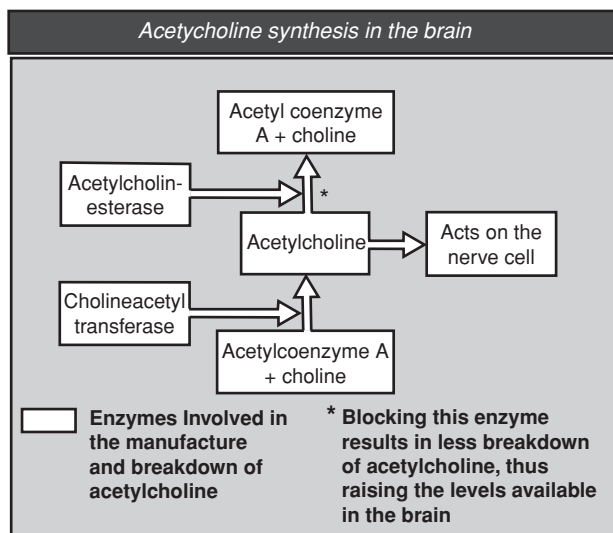 Acetycholine synthesis in the brain
Acetyl coenzyme
A + choline
Acetylcholin-
esterase
*
Acetylcholine
Acts on the
nerve cell
Cholineacetyl
transferase
Acetylcoenzyme A
+ choline
Enzymes Involved in
the manufacture
and breakdown of
acetylcholine
* Blocking this enzyme
results in less breakdown
of acetylcholine, thus
raising the levels available
in the brain